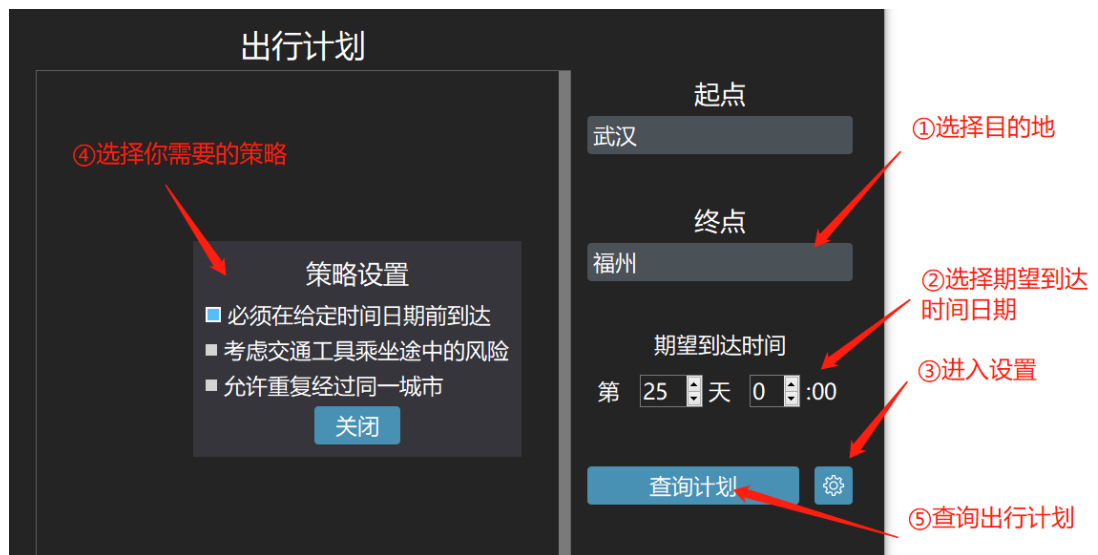 出行计划
④选择你需要的策略
策略设置
必须在给定时间日期前到达
考虑交通工具乘坐途中的风险
允许重复经过同一城市
关闭
起点
武汉
①选择目的地
终点
福州
②选择期望到达
时间日期
期望到达时间
第 25 天 0 :00
③进入设置
查询计划
⑤查询出行计划